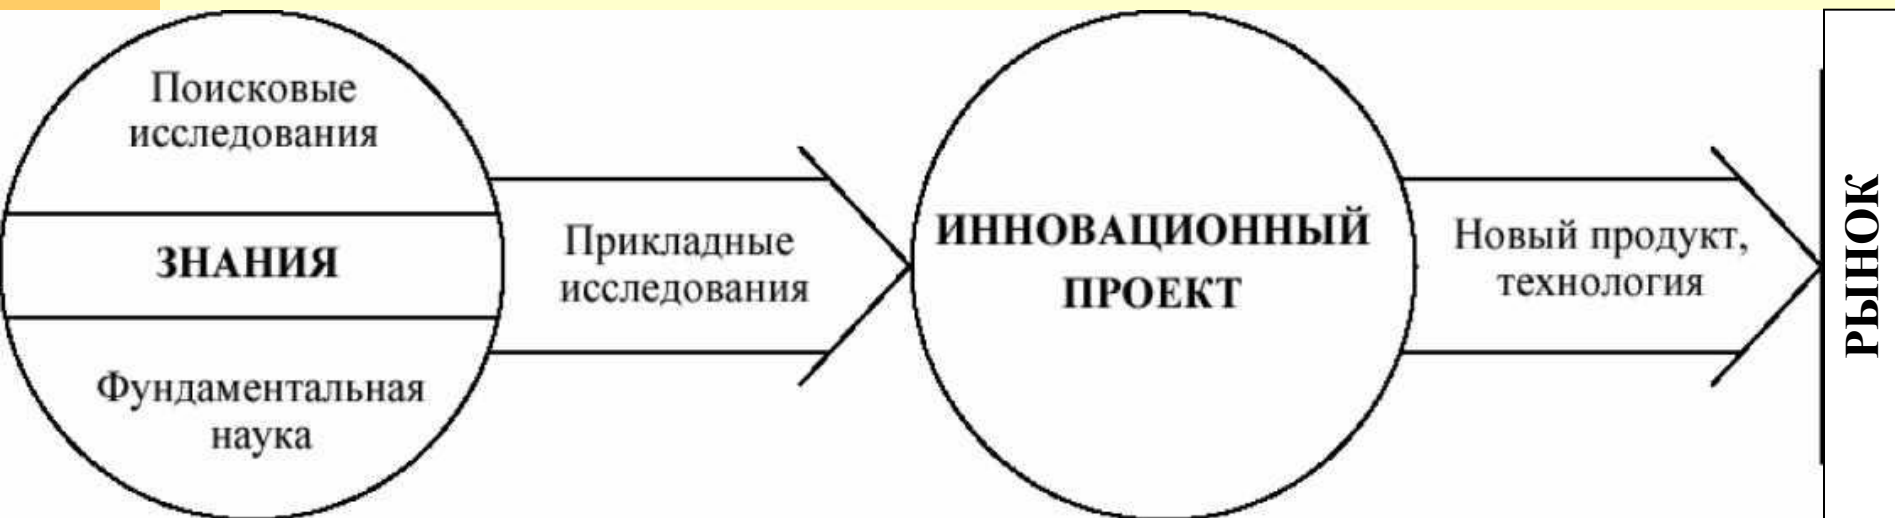 Поисковые
исследования
ЗНАНИЯ
Фундаментальная
наука
Прикладные
исследования
ИННОВАЦИОННЫЙ
ПРОЕКТ
Новый продукт,
технология
РЫНОК